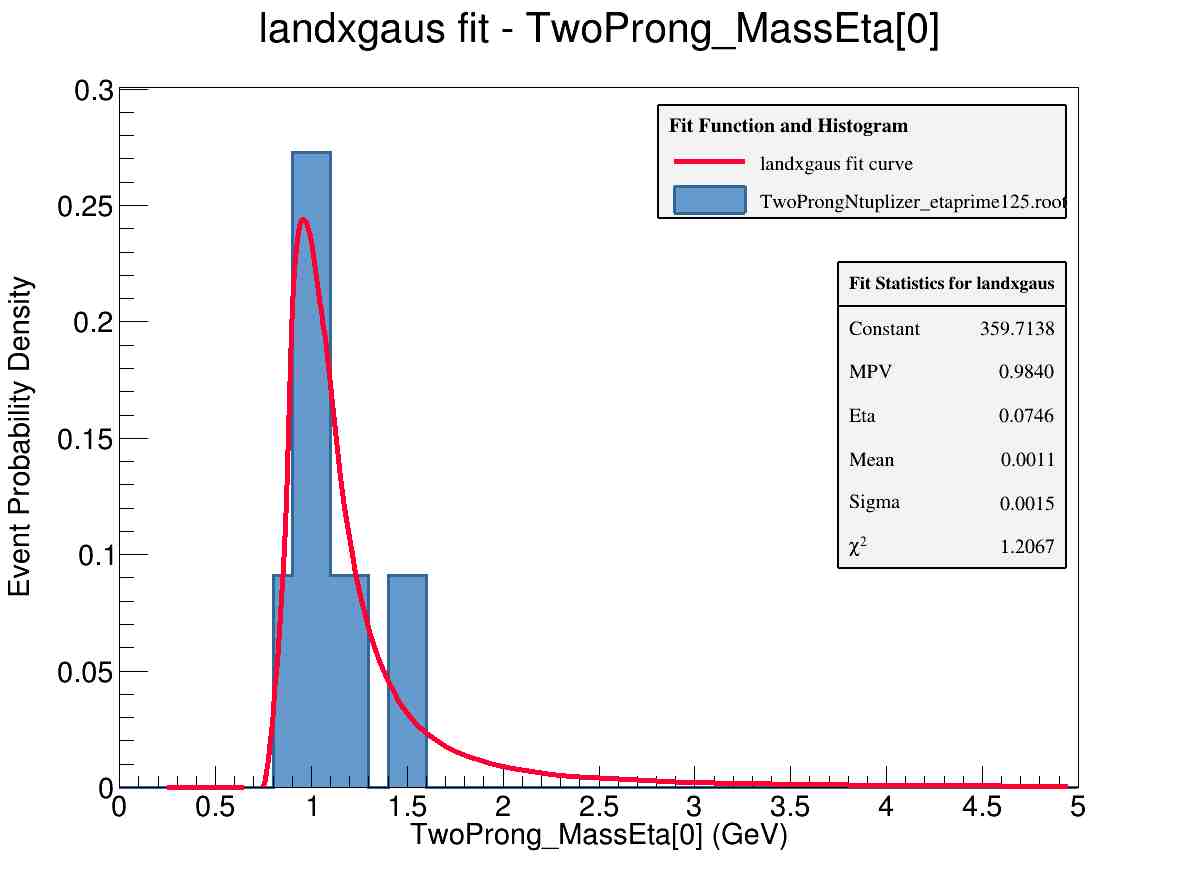 landxgaus fit - TwoProng_MassEta[0]
Event Probability Density
0.3
0.25
0.2
0.15
0.1
0.05
0
0 0.5 1 1.5 2 2.5 3 3.5 4 4.5 5
TwoProng_MassEta[0] (GeV)
Fit Function and Histogram
landxgaus fit curve
TwoProngNtuplizer_etaprime125.root
Fit Statistics for landxgaus
Constant 359.7138
MPV 0.9840
Eta 0.0746
Mean 0.0011
Sigma 0.0015
χ² 1.2067